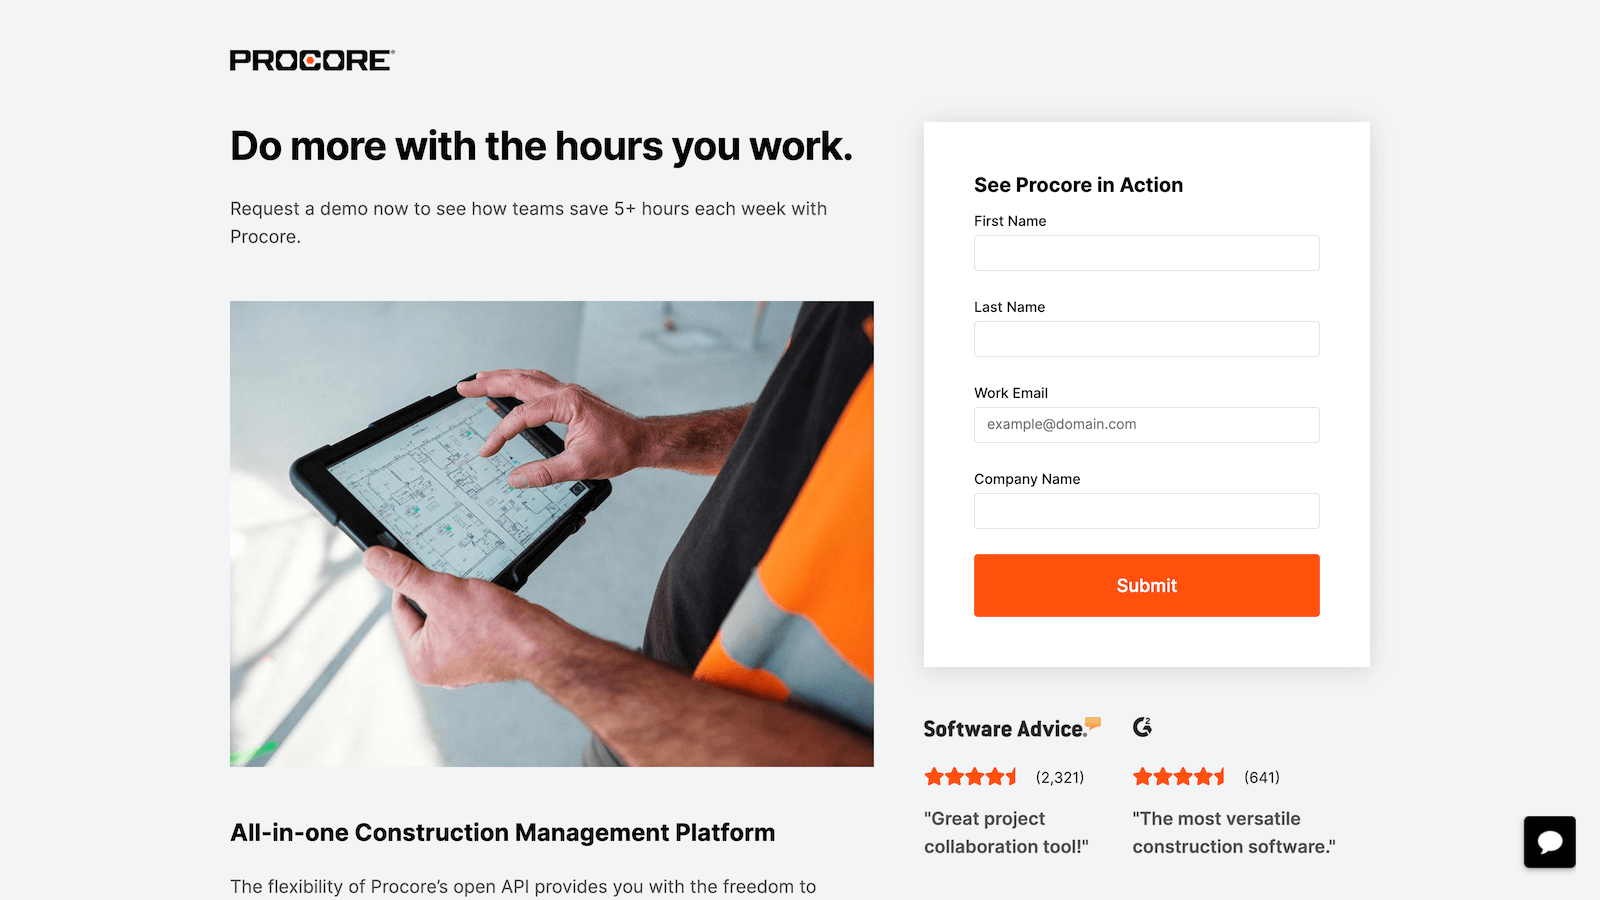 PROCORE
Do more with the hours you work.
Request a demo now to see how teams save 5+ hours each week with
Procore.
See Procore in Action
First Name
Last Name
Work Email
example@domain.com
Company Name
Submit
Software Advice.
G2
(2,321)
(641)
"Great project
collaboration tool!"
"The most versatile
construction software."
All-in-one Construction Management Platform
The flexibility of Procore’s open API provides you with the freedom to